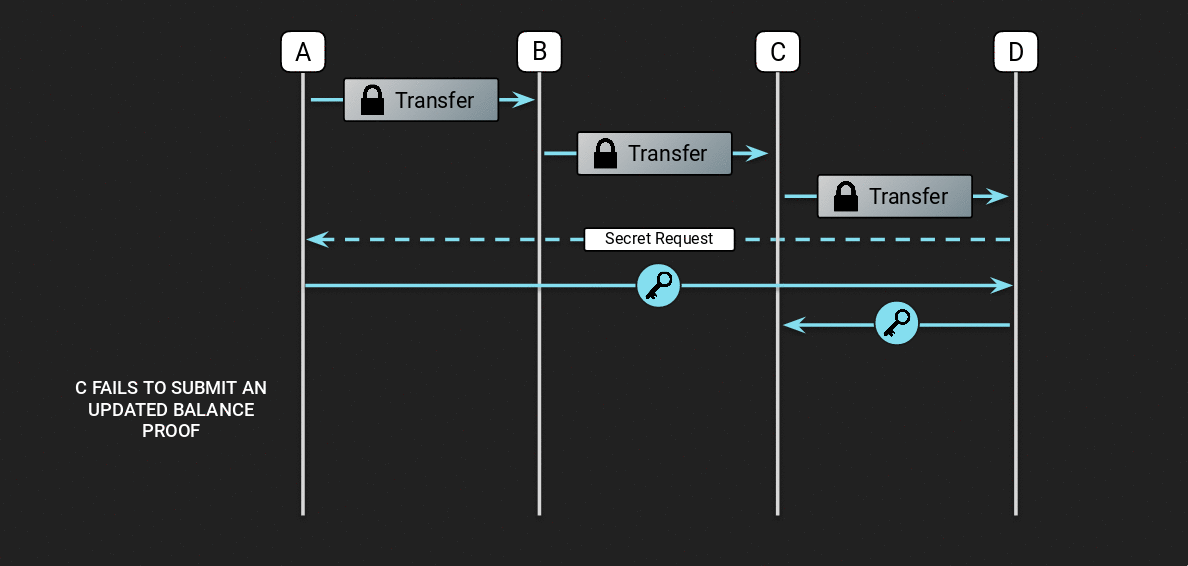 A
B
C
D
Transfer
Transfer
Transfer
Secret Request
C FAILS TO SUBMIT AN
UPDATED BALANCE
PROOF